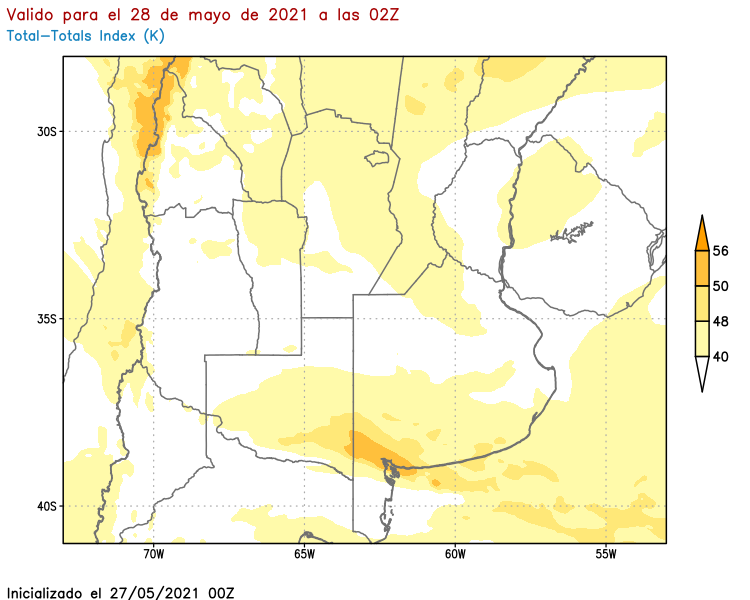 Valido para el 28 de mayo de 2021 a las 02Z
Total-Totals Index (K)
30S
35S
40S
70W
65W
60W
55W
56
50
48
40
Inicializado el 27/05/2021 00Z